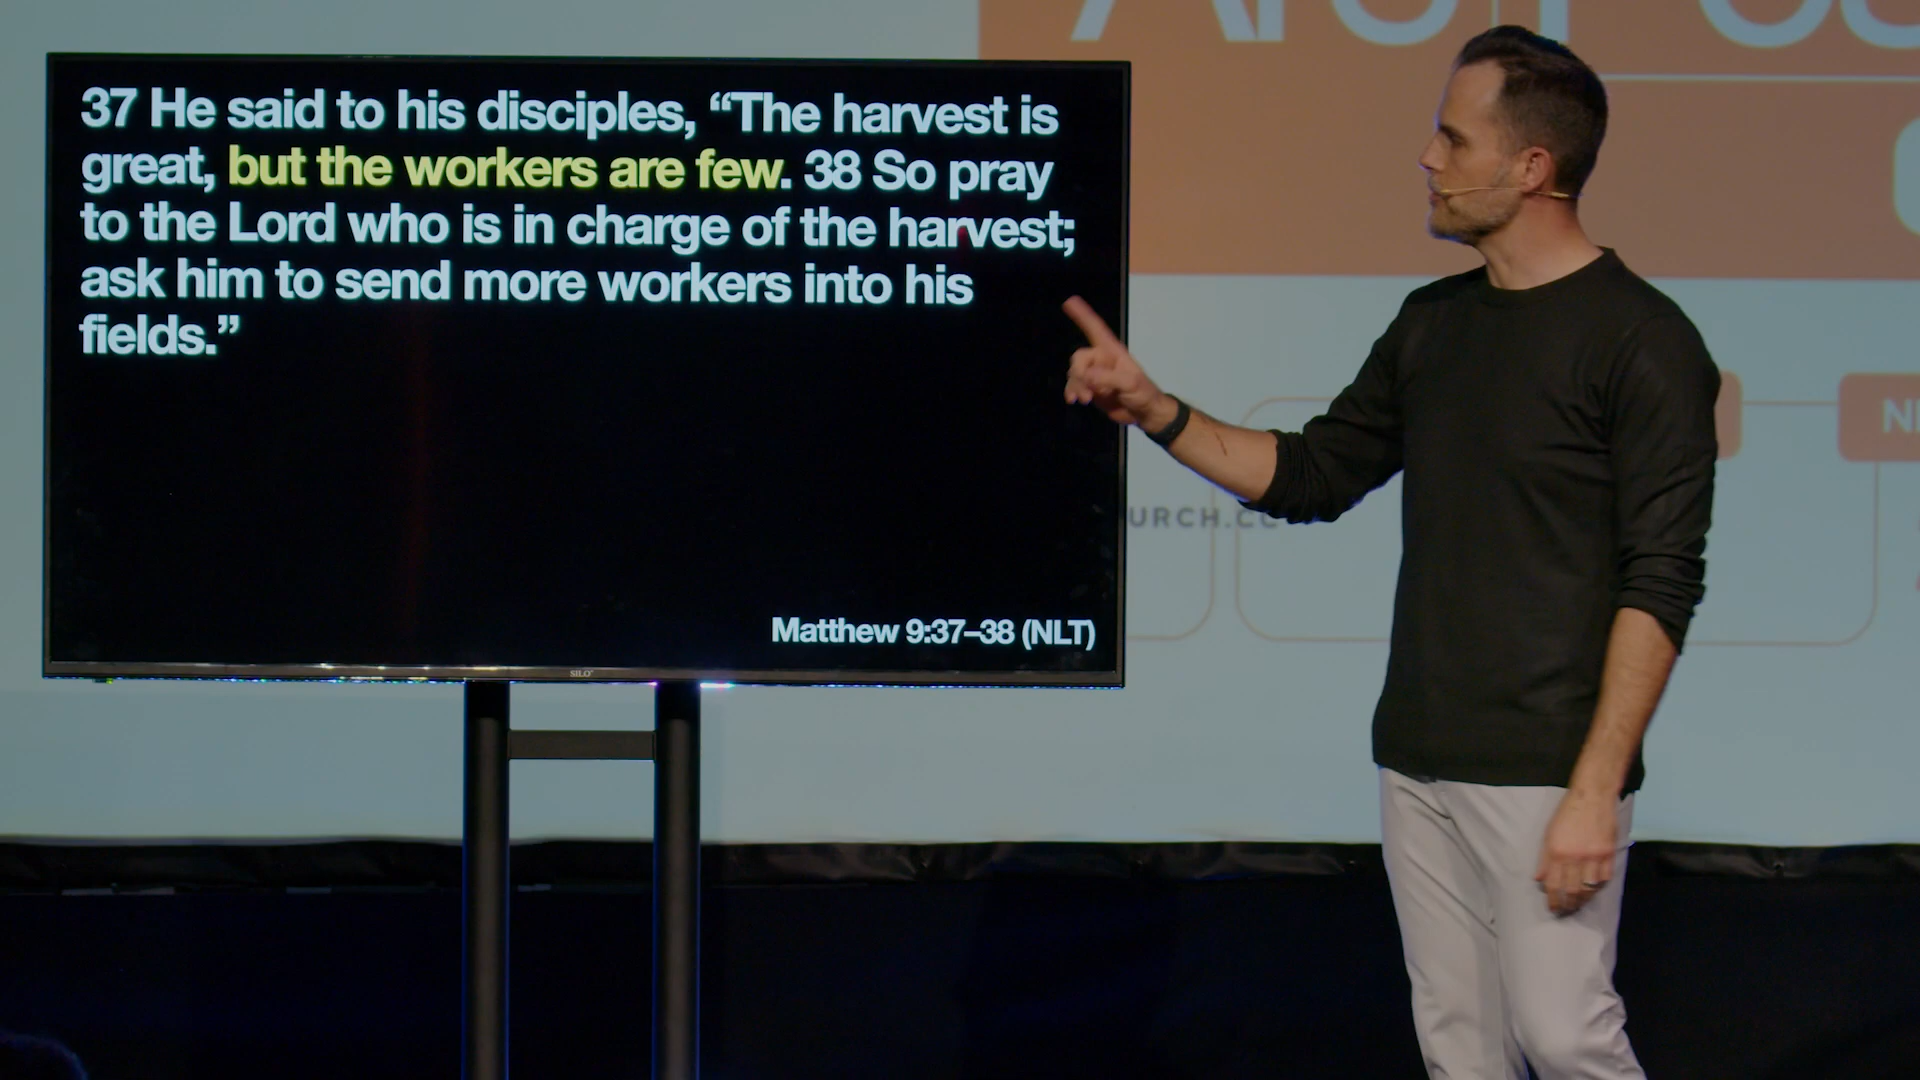 37 He said to his disciples, “The harvest is
great, but the workers are few. 38 So pray
to the Lord who is in charge of the harvest;
ask him to send more workers into his
fields.”
Matthew 9:37–38 (NLT)
SILO